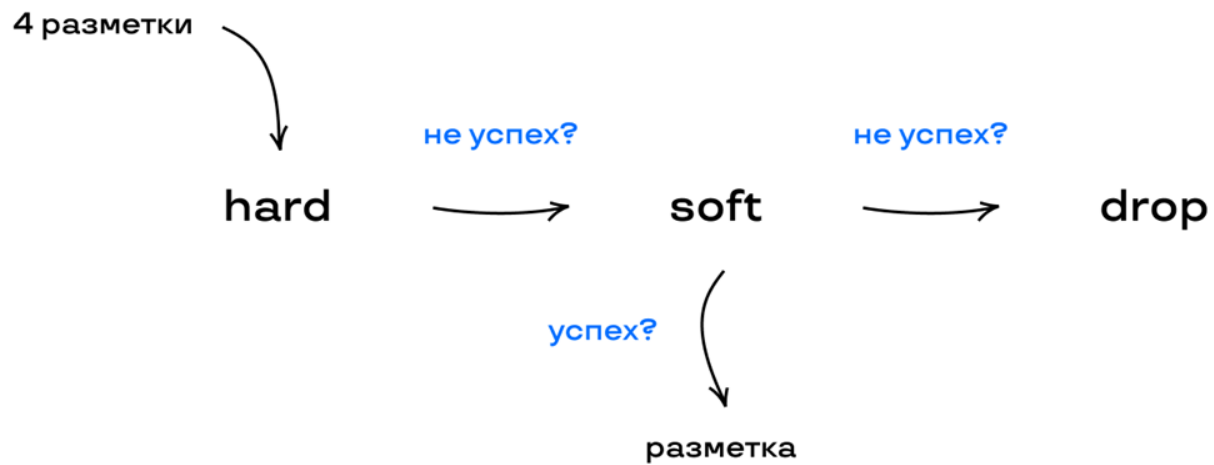 4 разметки
не успех?
не успех?
hard
soft
drop
успех?
разметка